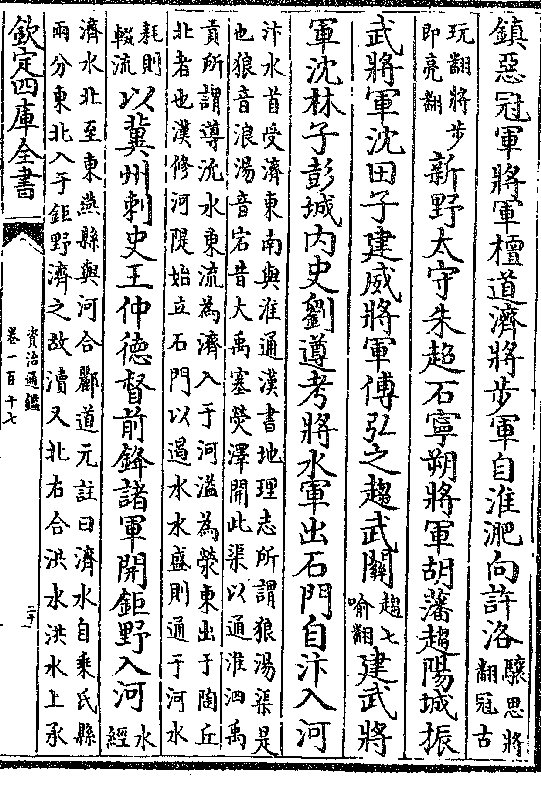 鎮惡冠軍將軍檀道濟將步軍自淮淝向許洛驤思將
翻冠古
玩翻將步
即亮翻新野太守朱超石寧朔將軍胡藩趨陽城振
武將軍沈田子建威將軍傅弘之趨武關趨七
喻翻建武將
軍沈林子彭城内史劉遵考將水軍出石門自汴入河
汴水首受濟東南與淮通漢書地理志所謂狼湯渠是
也狼音浪湯音宕昔大禹塞熒澤開此渠以通淮泗禹
貢所謂導流水東流為濟入于河溢為滎東出于陶丘
北者也漢修河隄始立石門以遏水水盛則通于河水
耗則
輟流以冀州刺史王仲德督前鋒諸軍開鉅野入河水
經
濟水北至東燕縣與河合酈道元註曰濟水自乗氏縣
兩分東北入于鉅野濟之故瀆又北右合洪水洪水上承
欽定四庫全書
資治通鑑
卷一百十七